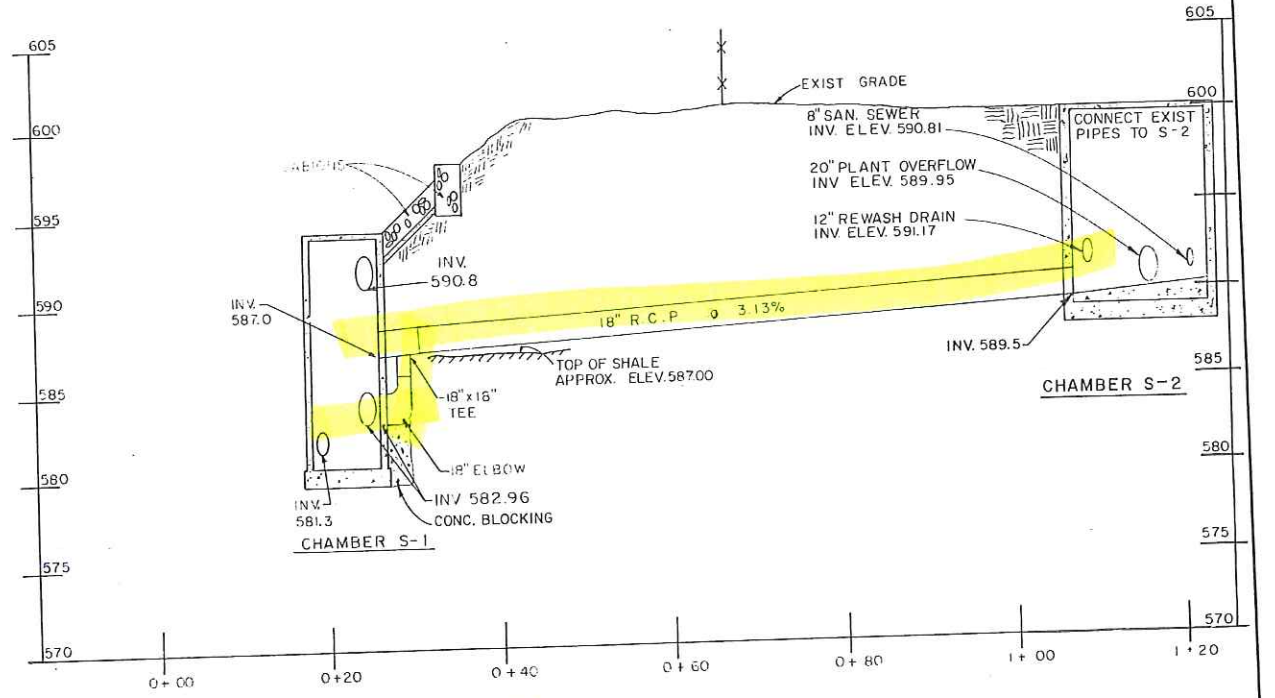 605
600
595
590
585
580
575
570
605
600
585
580
575
570
EXIST GRADE
8" SAN. SEWER
INV. ELEV. 590.81
CONNECT EXIST
PIPES TO S-2
20" PLANT OVERFLOW
INV ELEV. 589.95
12" REWASH DRAIN
INV. ELEV. 591.17
INV.
590.8
INV.
587.0
18" R.C.P @ 3.13%
INV. 589.5
TOP OF SHALE
APPROX. ELEV. 587.00
CHAMBER S-2
18" x 18"
TEE
18" ELBOW
INV 582.96
CONC. BLOCKING
INV.
581.3
CHAMBER S-1
0+00
0+20
0+40
0+60
0+80
1+00
1+20